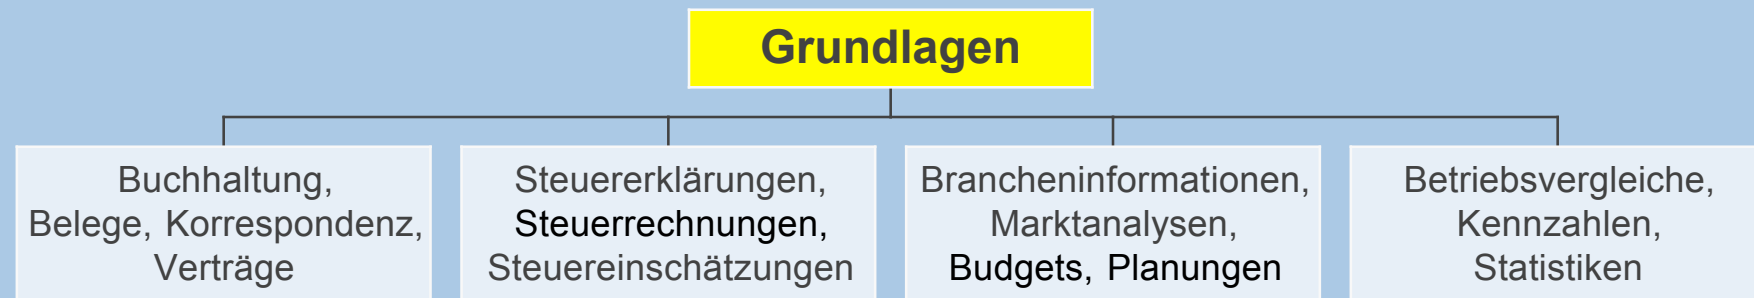 Grundlagen
Buchhaltung,
Belege, Korrespondenz,
Verträge
Steuererklärungen,
Steuerrechnungen,
Steuereinschätzungen
Brancheninformationen,
Marktanalysen,
Budgets, Planungen
Betriebsvergleiche,
Kennzahlen,
Statistiken